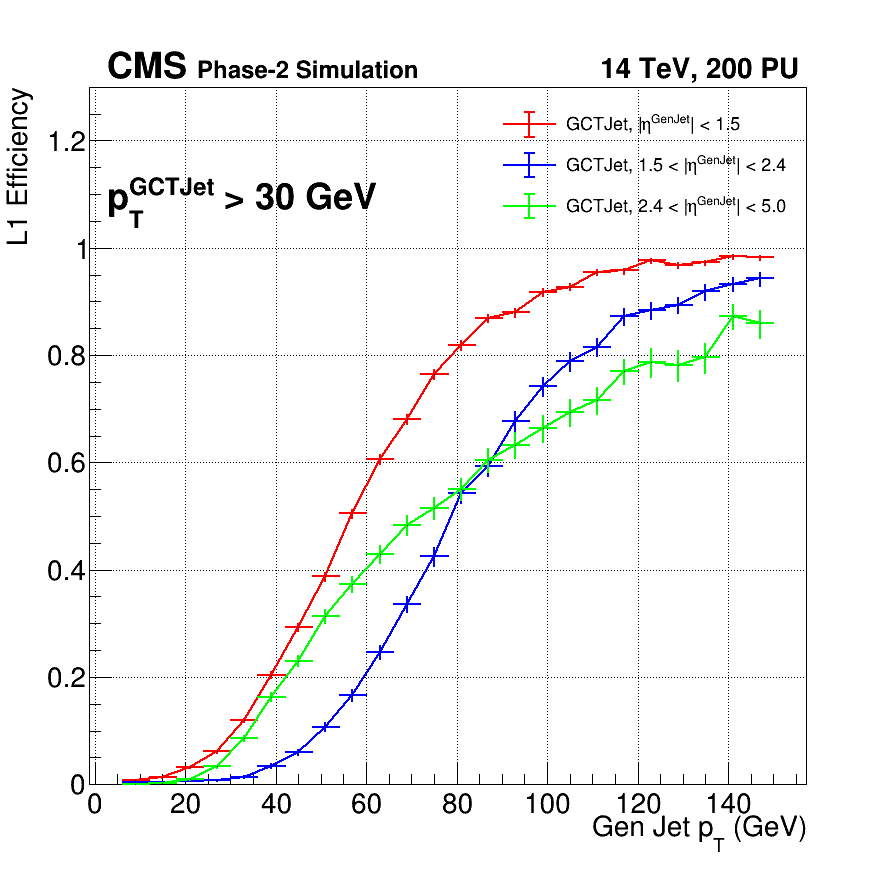 CMS Phase-2 Simulation 14 TeV, 200 PU
L1 Efficiency
GCTJet, |η^GenJet| < 1.5
GCTJet, 1.5 < |η^GenJet| < 2.4
GCTJet, 2.4 < |η^GenJet| < 5.0
p_T^GCTJet > 30 GeV
1.2
1
0.8
0.6
0.4
0.2
0
0 20 40 60 80 100 120 140
Gen Jet p_T (GeV)